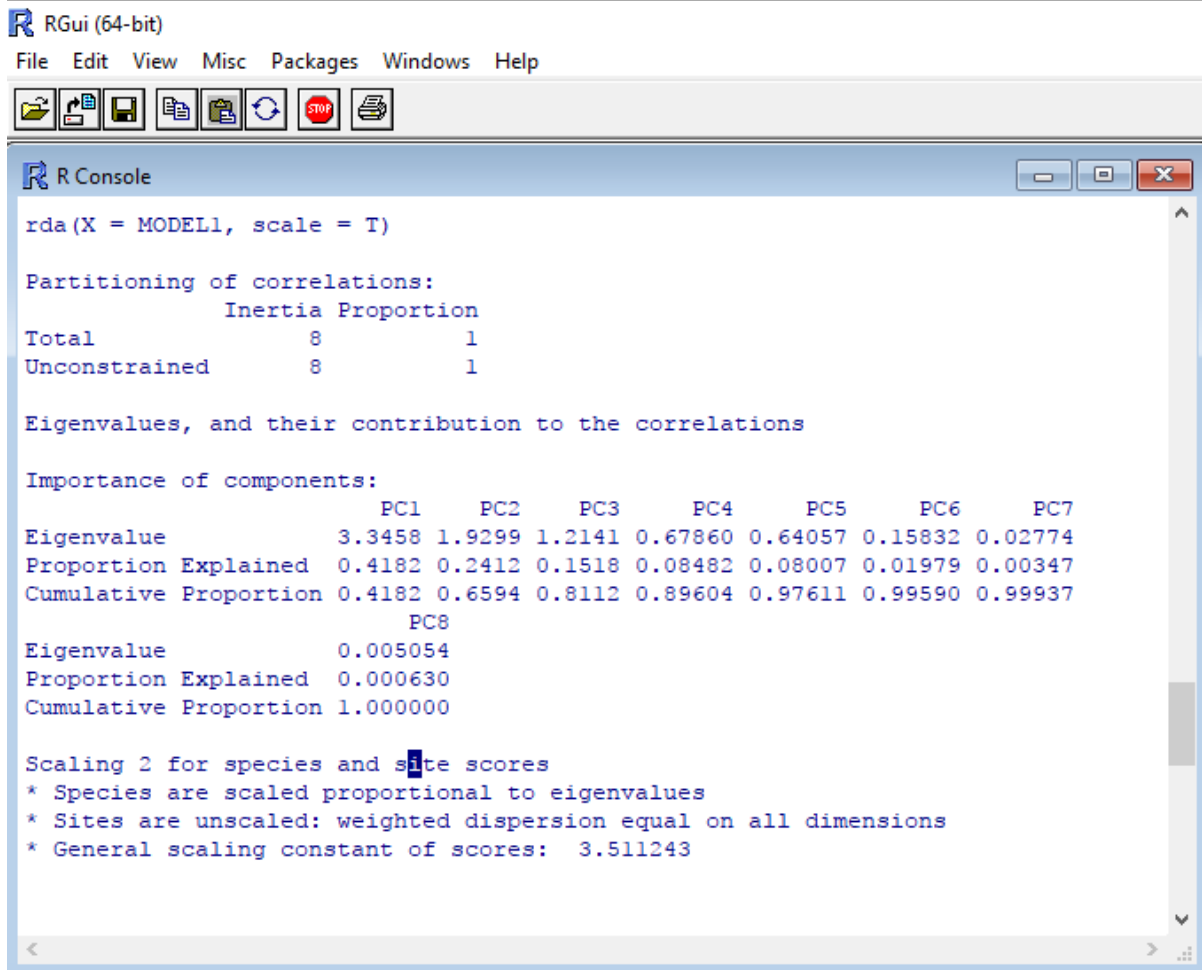 RGui (64-bit)
File Edit View Misc Packages Windows Help
STOP
R Console
rda(X = MODEL1, scale = T)
Partitioning of correlations:
Inertia Proportion
Total 8 1
Unconstrained 8 1
Eigenvalues, and their contribution to the correlations
Importance of components:
PC1 PC2 PC3 PC4 PC5 PC6 PC7
Eigenvalue 3.3458 1.9299 1.2141 0.67860 0.64057 0.15832 0.02774
Proportion Explained 0.4182 0.2412 0.1518 0.08482 0.08007 0.01979 0.00347
Cumulative Proportion 0.4182 0.6594 0.8112 0.89604 0.97611 0.99590 0.99937
PC8
Eigenvalue 0.005054
Proportion Explained 0.000630
Cumulative Proportion 1.000000
Scaling 2 for species and site scores
* Species are scaled proportional to eigenvalues
* Sites are unscaled: weighted dispersion equal on all dimensions
* General scaling constant of scores: 3.511243